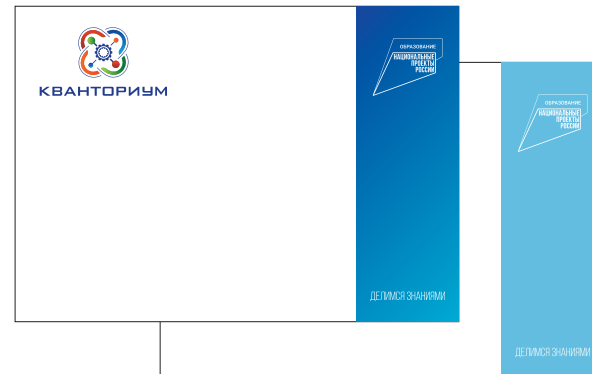 КВАНТОРИУМ
ОБРАЗОВАНИЕ
НАЦИОНАЛЬНЫЕ
ПРОЕКТЫ
РОССИИ
ДЕЛИМСЯ ЗНАНИЯМИ
ОБРАЗОВАНИЕ
НАЦИОНАЛЬНЫЕ
ПРОЕКТЫ
РОССИИ
ДЕЛИМСЯ ЗНАНИЯМИ